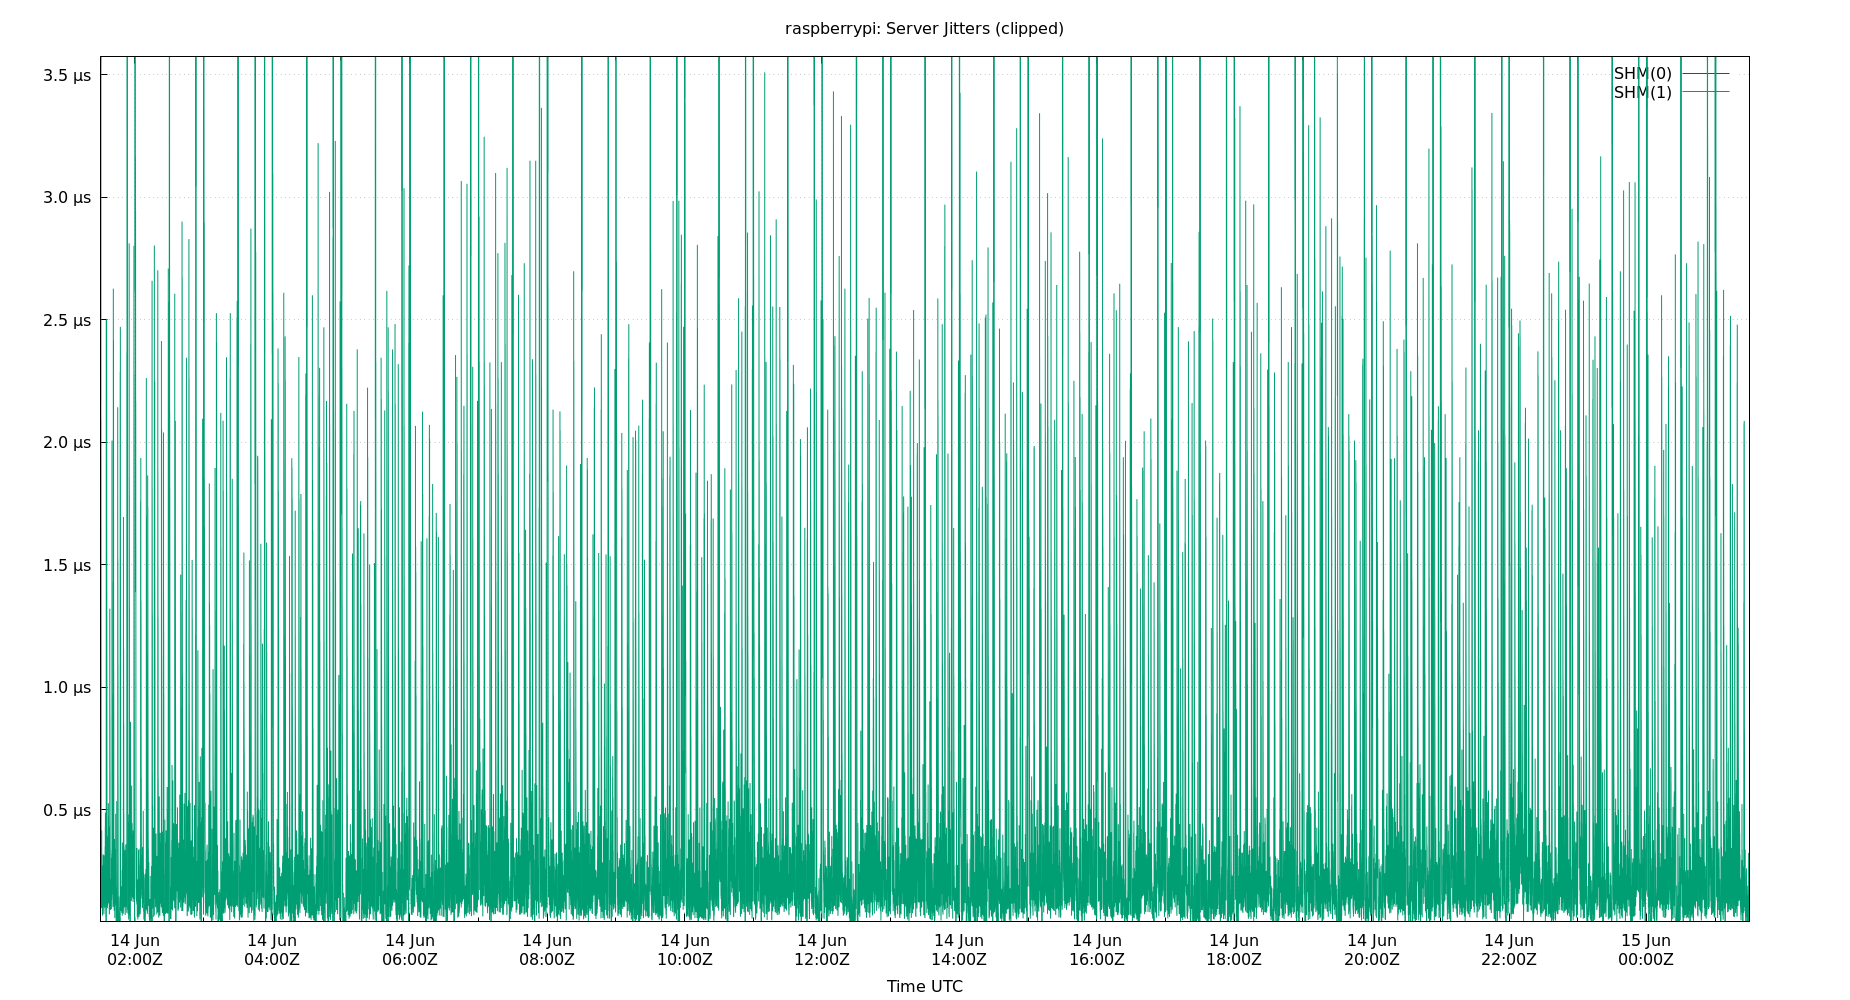 raspberrypi: Server Jitters (clipped)
SHM(0)
SHM(1)
3.5 µs
3.0 µs
2.5 µs
2.0 µs
1.5 µs
1.0 µs
0.5 µs
14 Jun 14 Jun 14 Jun 14 Jun 14 Jun 14 Jun 14 Jun 14 Jun 14 Jun 14 Jun 14 Jun 15 Jun
02:00Z 04:00Z 06:00Z 08:00Z 10:00Z 12:00Z 14:00Z 16:00Z 18:00Z 20:00Z 22:00Z 00:00Z
Time UTC